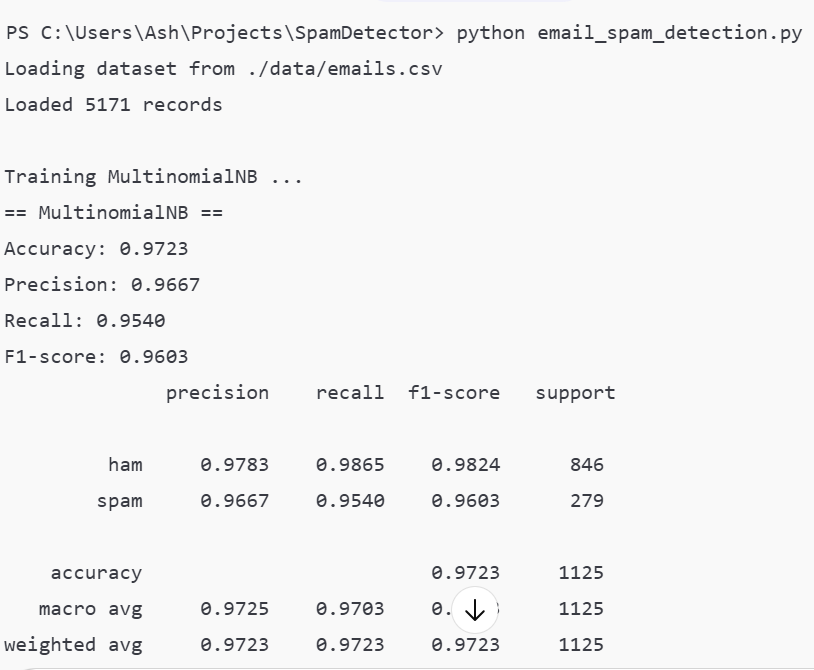 PS C:\Users\Ash\Projects\SpamDetector> python email_spam_detection.py
Loading dataset from ./data/emails.csv
Loaded 5171 records
Training MultinomialNB ...
== MultinomialNB ==
Accuracy: 0.9723
Precision: 0.9667
Recall: 0.9540
F1-score: 0.9603
precision recall f1-score support
ham 0.9783 0.9865 0.9824 846
spam 0.9667 0.9540 0.9603 279
accuracy 0.9723 1125
macro avg 0.9725 0.9703 1125
weighted avg 0.9723 0.9723 0.9723 1125